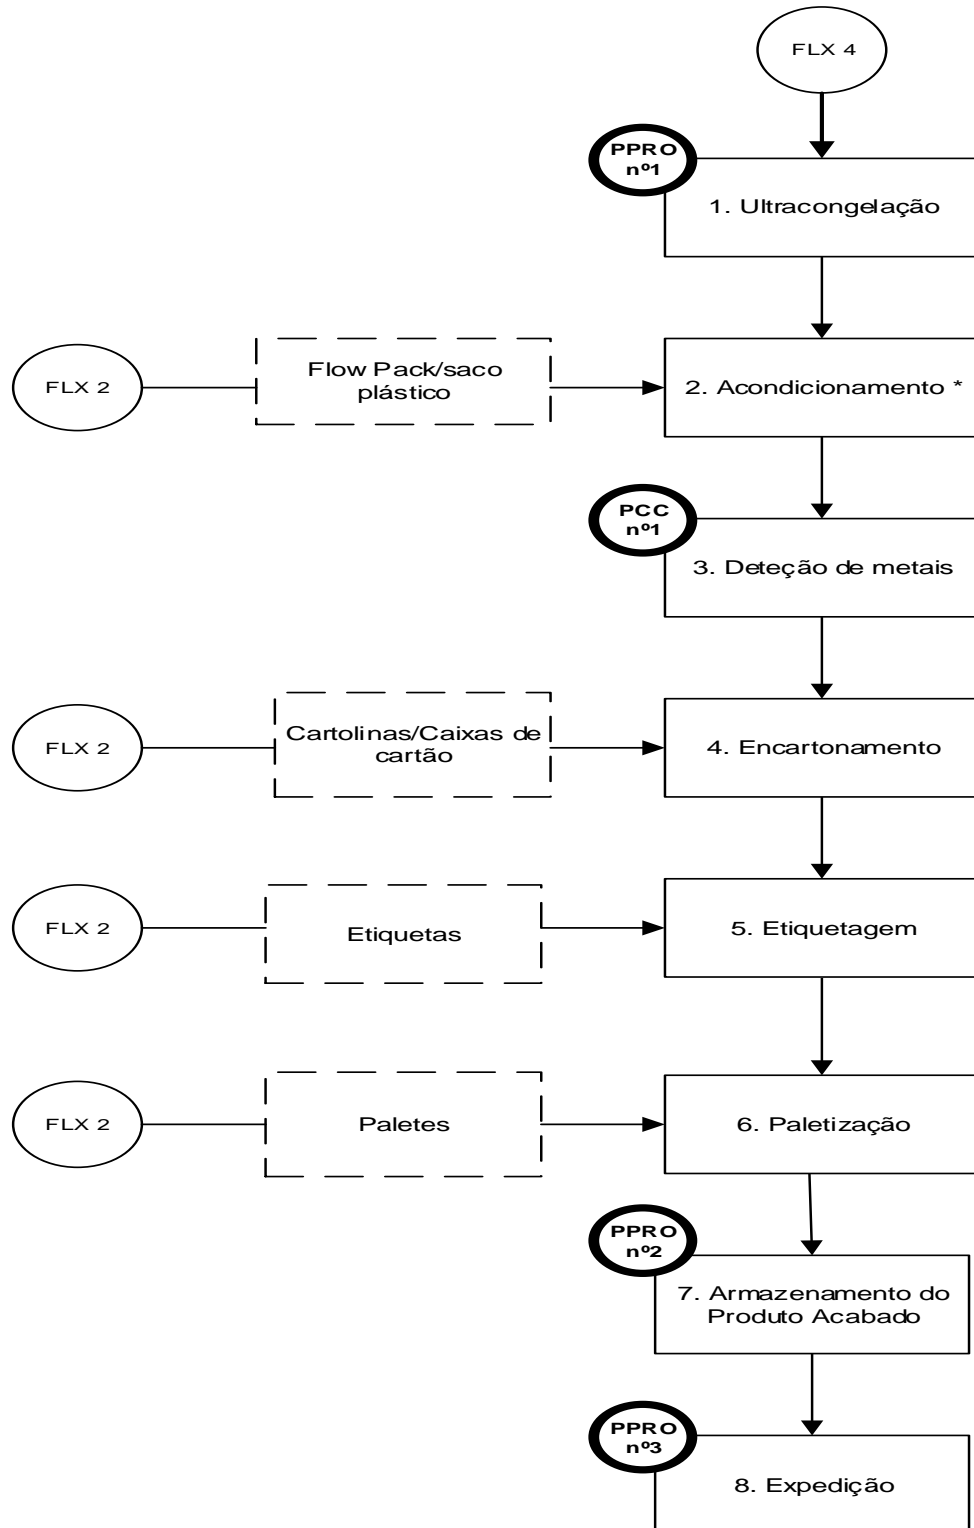 FLX 4
PPRO
nº1
1. Ultracongelação
FLX 2
Flow Pack/saco
plástico
2. Acondicionamento *
PCC
nº1
3. Deteção de metais
FLX 2
Cartolinas/Caixas de
cartão
4. Encartonamento
FLX 2
Etiquetas
5. Etiquetagem
FLX 2
Paletes
6. Paletização
PPRO
nº2
7. Armazenamento do
Produto Acabado
PPRO
nº3
8. Expedição